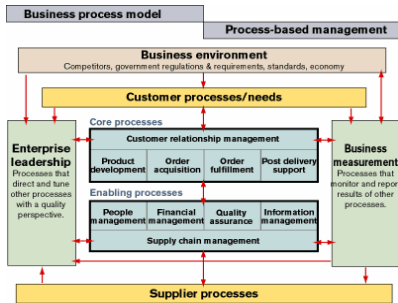 Business process model
Process-based management
Business environment
Competitors, government regulations & requirements, standards, economy
Customer processes/needs
Core processes
Customer relationship management
Product
development
Order
acquisition
Order
fulfillment
Post delivery
support
Enterprise
leadership
Processes that
direct and tune
other processes
with a quality
perspective.
Business
measurement
Processes that
monitor and repor
results of other
processes.
Enabling processes
People
management
Financial
management
Quality
assurance
Information
management
Supply chain management
Supplier processes